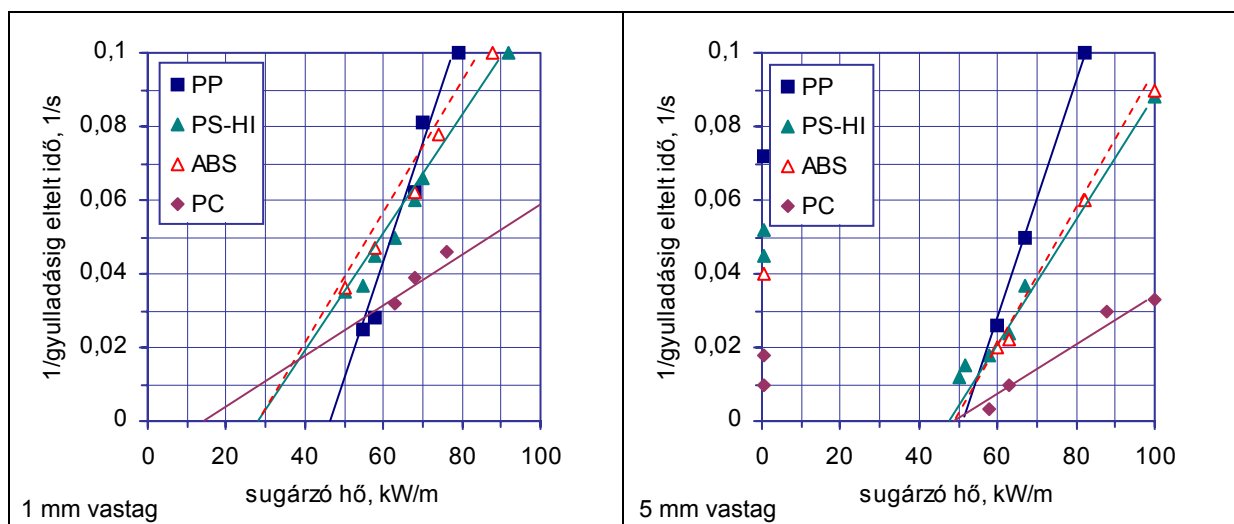 1/gyulladásig eltelt idő, 1/s
0,1
0,08
0,06
0,04
0,02
0
PP
PS-HI
ABS
PC
0 20 40 60 80 100
sugárzó hő, kW/m
1 mm vastag
1/gyulladásig eltelt idő, 1/s
0,1
0,08
0,06
0,04
0,02
0
PP
PS-HI
ABS
PC
0 20 40 60 80 100
sugárzó hő, kW/m
5 mm vastag